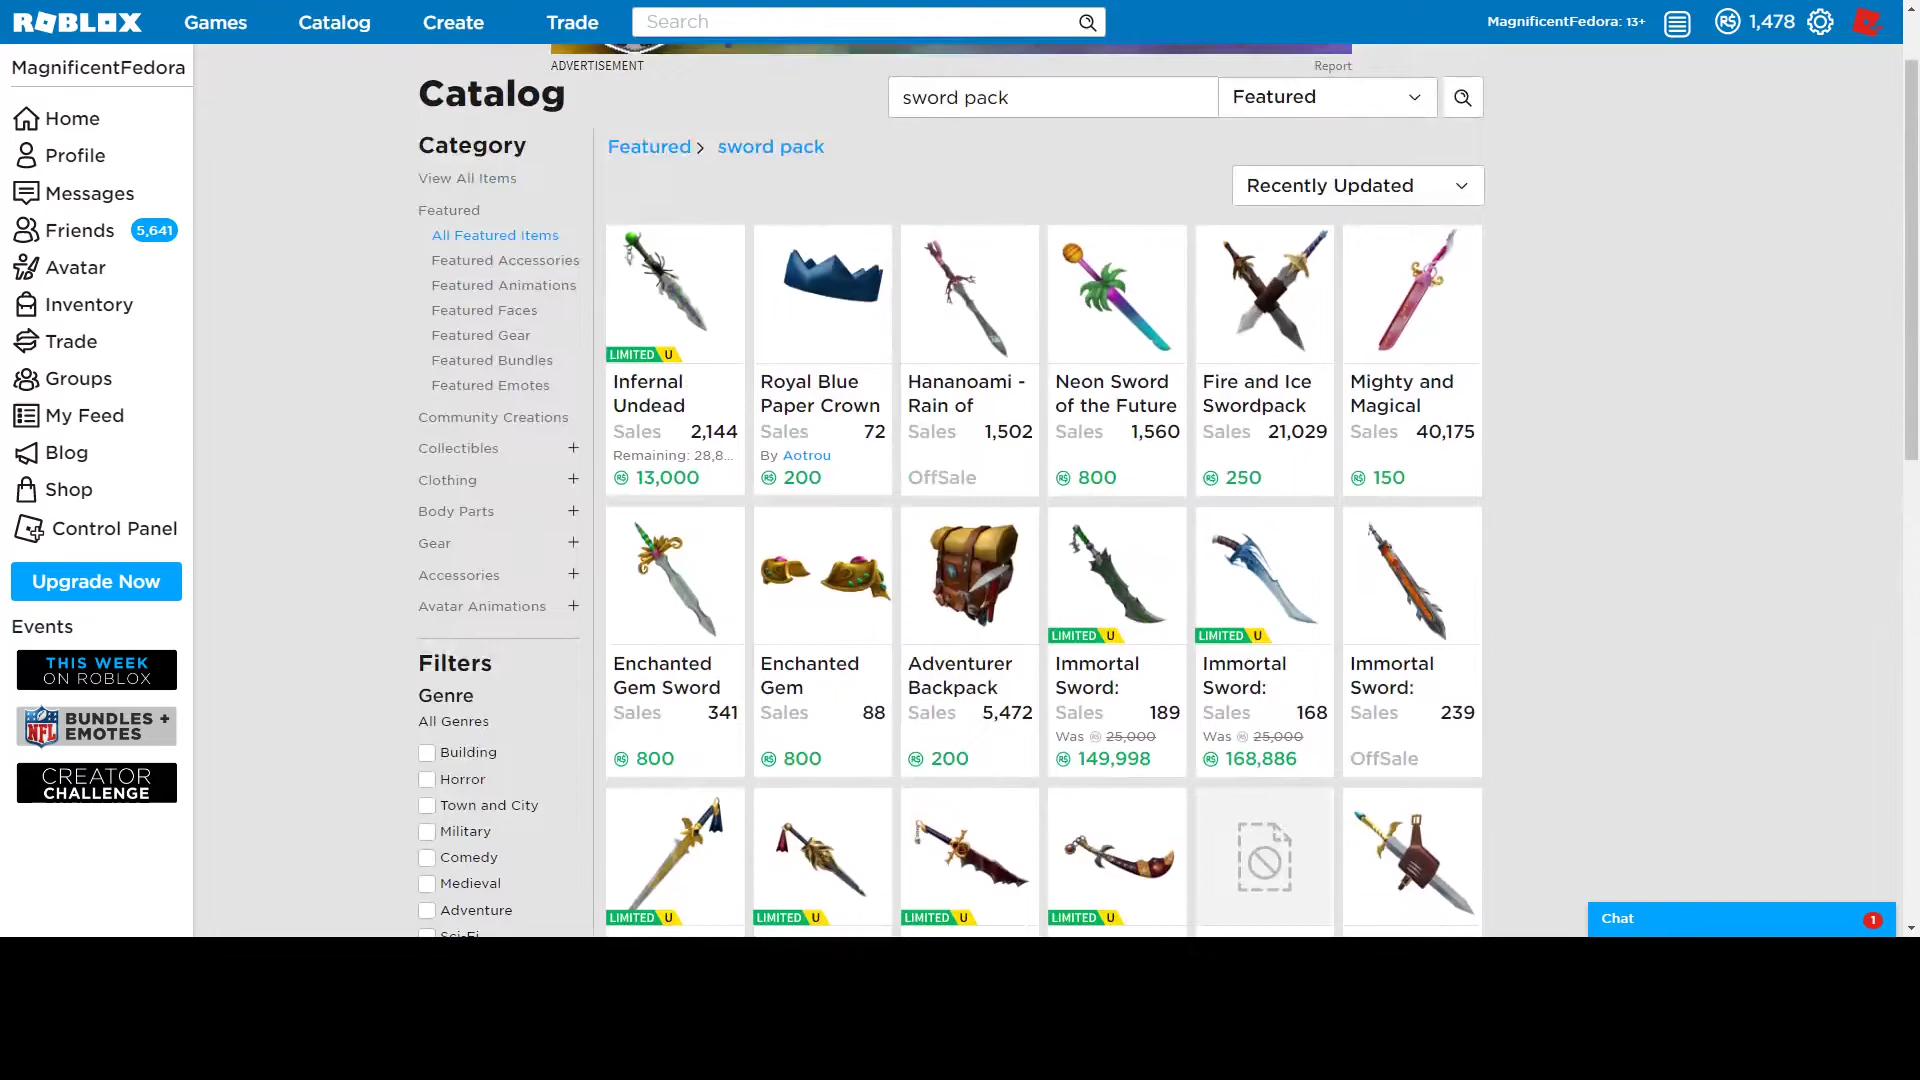 ROBLOX
Games
Catalog
Create
Trade
Search
MagnificentFedora: 13+
1,478
MagnificentFedora
Home
Profile
Messages
Friends 5,641
Avatar
Inventory
Trade
Groups
My Feed
Blog
Shop
Control Panel
Upgrade Now
Events
THIS WEEK
ON ROBLOX
NFL BUNDLES +
EMOTES
CREATOR
CHALLENGE
ADVERTISEMENT
Report
Catalog
sword pack
Featured
Category
View All Items
Featured
All Featured Items
Featured Accessories
Featured Animations
Featured Faces
Featured Gear
Featured Bundles
Featured Emotes
Community Creations
Collectibles +
Clothing +
Body Parts +
Gear +
Accessories +
Avatar Animations +
Filters
Genre
All Genres
Building
Horror
Town and City
Military
Comedy
Medieval
Adventure
Sci-Fi
Featured > sword pack
Recently Updated
LIMITED U
Infernal
Undead
Sales 2,144
Remaining: 28,8...
13,000
Royal Blue
Paper Crown
Sales 72
By Aotrou
200
Hananoami -
Rain of
Sales 1,502
OffSale
Neon Sword
of the Future
Sales 1,560
800
Fire and Ice
Swordpack
Sales 21,029
250
Mighty and
Magical
Sales 40,175
150
Enchanted
Gem Sword
Sales 341
800
Enchanted
Gem
Sales 88
800
Adventurer
Backpack
Sales 5,472
200
LIMITED U
Immortal
Sword:
Sales 189
Was 25,000
149,998
LIMITED U
Immortal
Sword:
Sales 168
Was 25,000
168,886
Immortal
Sword:
Sales 239
OffSale
LIMITED U
LIMITED U
LIMITED U
LIMITED U
Chat 1